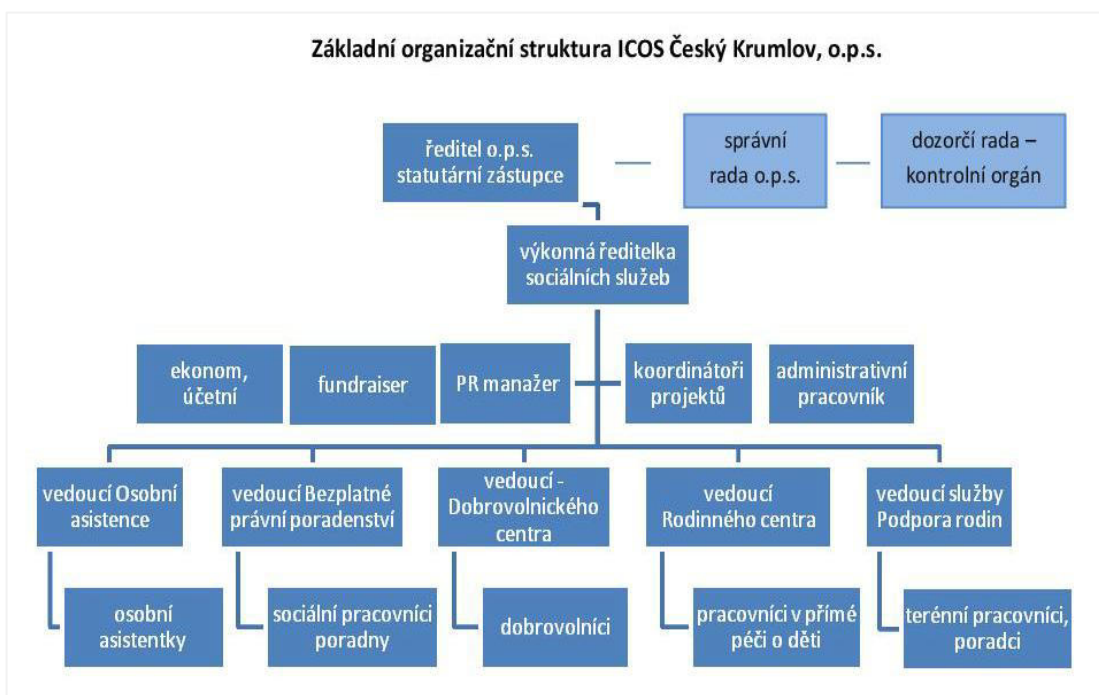 Základní organizační struktura ICOS Český Krumlov, o.p.s.
ředitel o.p.s.
statutární zástupce
správní
rada o.p.s.
dozorčí rada –
kontrolní orgán
výkonná ředitelka
sociálních služeb
ekonom,
účetní
fundraiser
PR manažer
koordinátoři
projektů
administrativní
pracovník
vedoucí Osobní
asistence
vedoucí Bezplatné
právní poradenství
vedoucí -
Dobrovolnického
centra
vedoucí
Rodinného centra
vedoucí služby
Podpora rodin
osobní
asistentky
sociální pracovníci
poradny
dobrovolníci
pracovníci v přímé
péči o děti
terénní pracovníci,
poradci